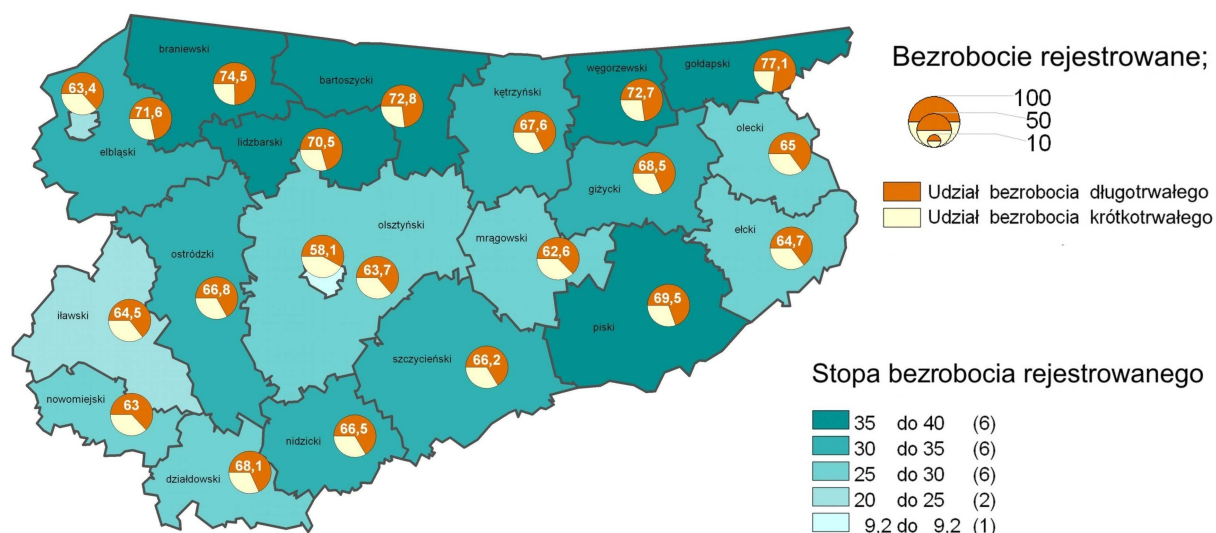 braniewski
74,5
bartoszycki
72,8
węgorzewski
72,7
gołdapski
77,1
63,4
71,6
elbląski
lidzbarski
70,5
kętrzyński
67,6
giżycki
68,5
olecki
65
olsztyński
58,1
63,7
mrągowski
62,6
ełcki
64,7
ostródzki
66,8
iławski
64,5
piski
69,5
szczycieński
66,2
nowomiejski
63
nidzicki
66,5
działdowski
68,1
Bezrobocie rejestrowane;
100
50
10
Udział bezrobocia długotrwałego
Udział bezrobocia krótkotrwałego
Stopa bezrobocia rejestrowanego
35 do 40 (6)
30 do 35 (6)
25 do 30 (6)
20 do 25 (2)
9,2 do 9,2 (1)